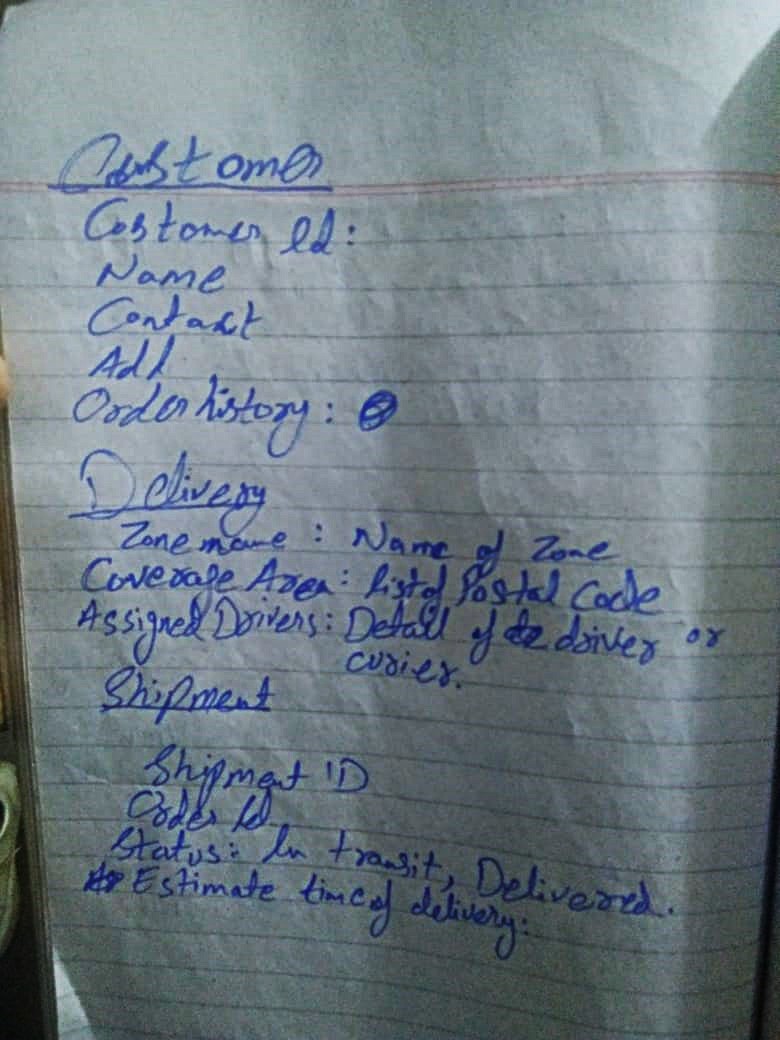 Customer
Customer Id:
Name
Contact
Add
Order history:
Delivery
Zone name : Name of Zone
Coverage Area: list of Postal Code
Assigned Drivers: Detail of driver or
curier.
Shipment
Shipment ID
Order Id
Status: In transit, Delivered.
Estimate time of delivery: